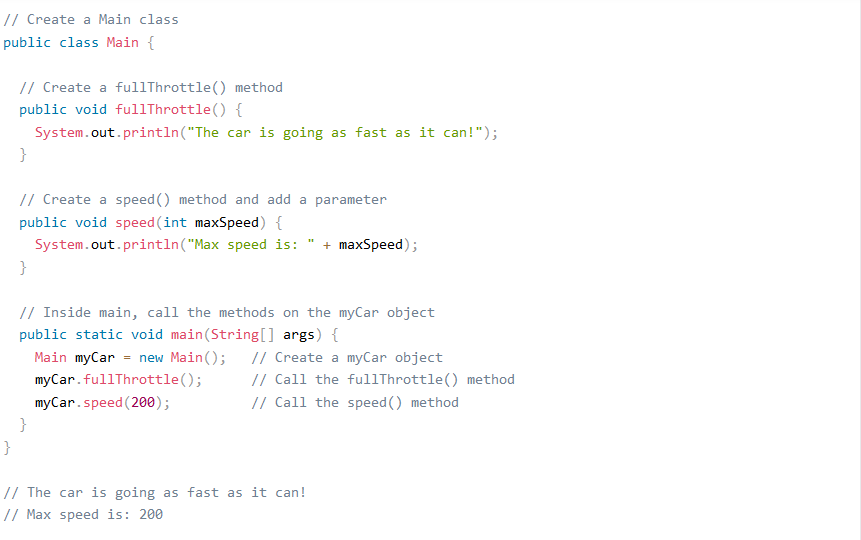 // Create a Main class
public class Main {
  // Create a fullThrottle() method
  public void fullThrottle() {
    System.out.println("The car is going as fast as it can!");
  }
  // Create a speed() method and add a parameter
  public void speed(int maxSpeed) {
    System.out.println("Max speed is: " + maxSpeed);
  }
  // Inside main, call the methods on the myCar object
  public static void main(String[] args) {
    Main myCar = new Main();   // Create a myCar object
    myCar.fullThrottle();      // Call the fullThrottle() method
    myCar.speed(200);          // Call the speed() method
  }
}
// The car is going as fast as it can!
// Max speed is: 200